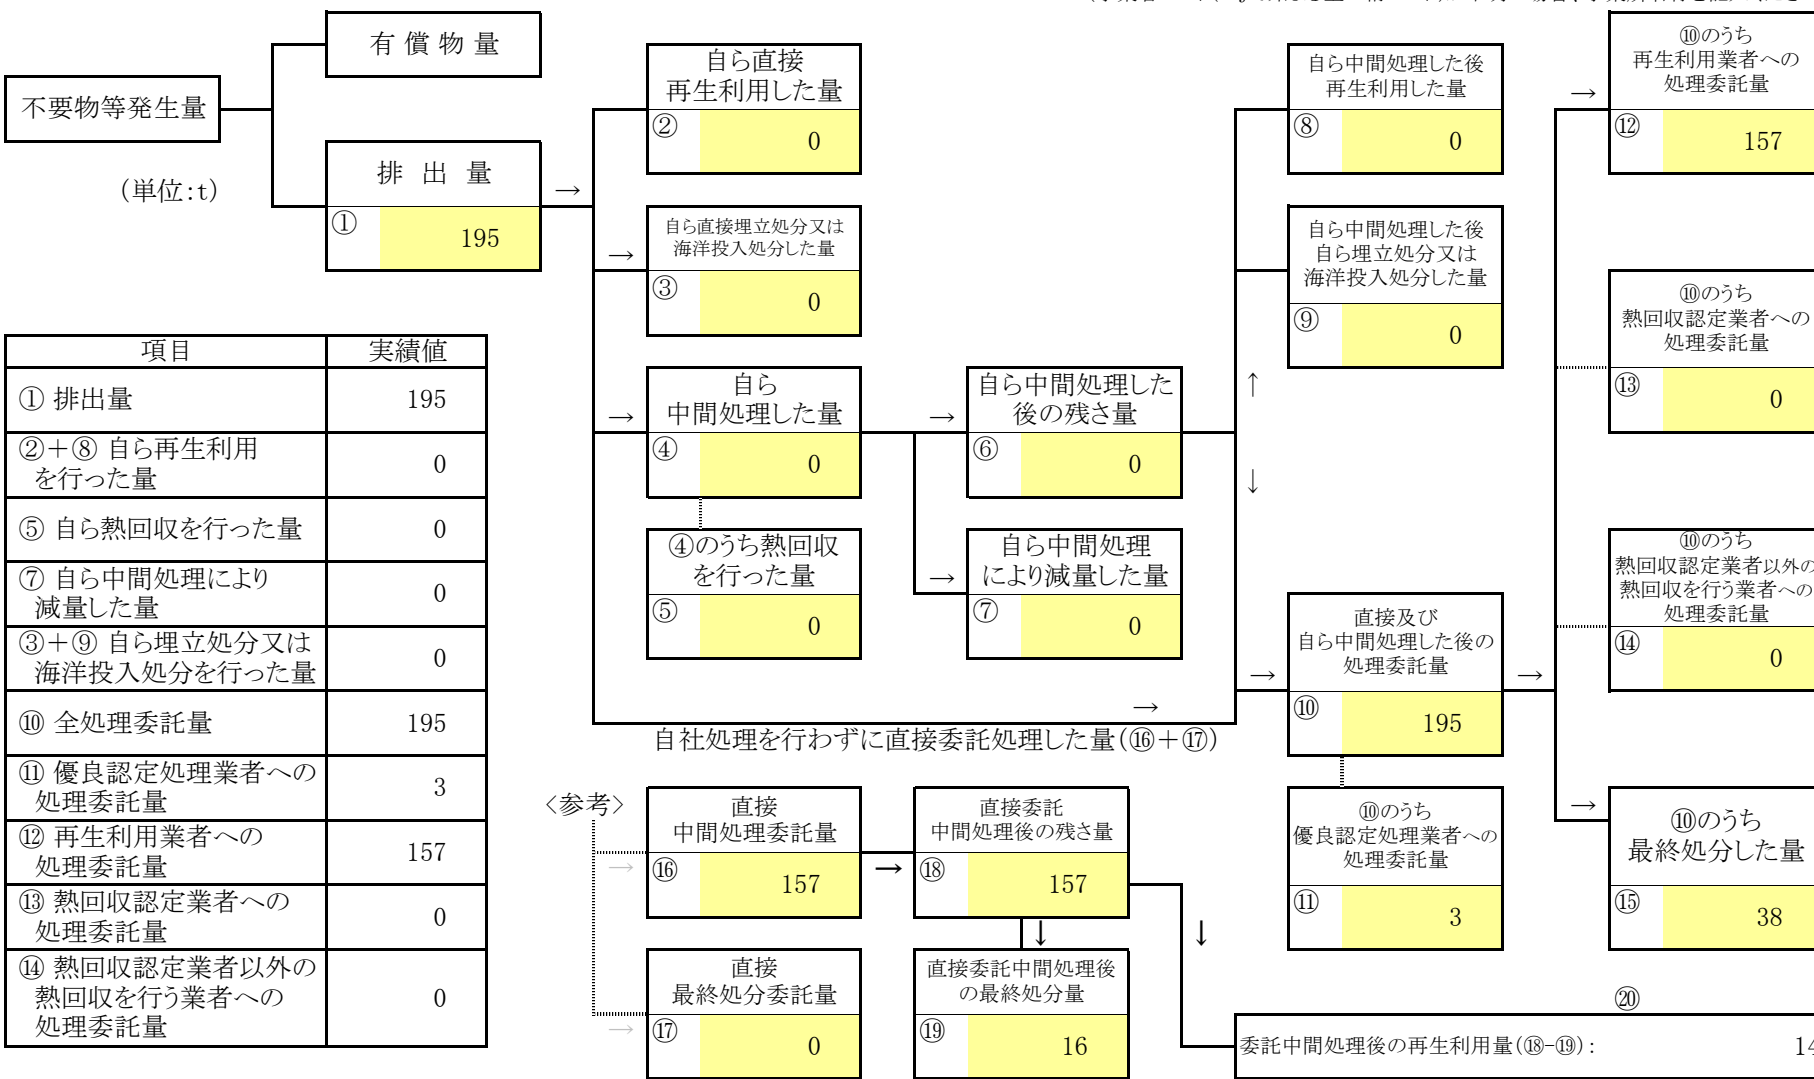 有 償 物 量
不要物等発生量
(単位:t)
排 出 量
①
195
→
自ら直接
再生利用した量
②
0
→
自ら直接埋立処分又は
海洋投入処分した量
③
0
→
自ら
中間処理した量
④
0
④のうち熱回収
を行った量
⑤
0
→
自ら中間処理した
後の残さ量
⑥
0
→
自ら中間処理
により減量した量
⑦
0
↑
↓
自ら中間処理した後
再生利用した量
⑧
0
自ら中間処理した後
自ら埋立処分又は
海洋投入処分した量
⑨
0
→
自社処理を行わずに直接委託処理した量(⑯+⑰)
→
直接及び
自ら中間処理した後の
処理委託量
⑩
195
⑩のうち
優良認定処理業者への
処理委託量
⑪
3
→
→
⑩のうち
再生利用業者への
処理委託量
⑫
157
⑩のうち
熱回収認定業者への
処理委託量
⑬
0
⑩のうち
熱回収認定業者以外の
熱回収を行う業者への
処理委託量
⑭
0
→
⑩のうち
最終処分した量
⑮
38
項目 実績値
① 排出量 195
②+⑧ 自ら再生利用
を行った量 0
⑤ 自ら熱回収を行った量 0
⑦ 自ら中間処理により
減量した量 0
③+⑨ 自ら埋立処分又は
海洋投入処分を行った量 0
⑩ 全処理委託量 195
⑪ 優良認定処理業者への
処理委託量 3
⑫ 再生利用業者への
処理委託量 157
⑬ 熱回収認定業者への
処理委託量 0
⑭ 熱回収認定業者以外の
熱回収を行う業者への
処理委託量 0
〈参考〉
→
直接
中間処理委託量
⑯
157
→
直接委託
中間処理後の残さ量
⑱
157
↓
↓
→
直接
最終処分委託量
⑰
0
直接委託中間処理後
の最終処分量
⑲
16
⑳
委託中間処理後の再生利用量(⑱-⑲): 14